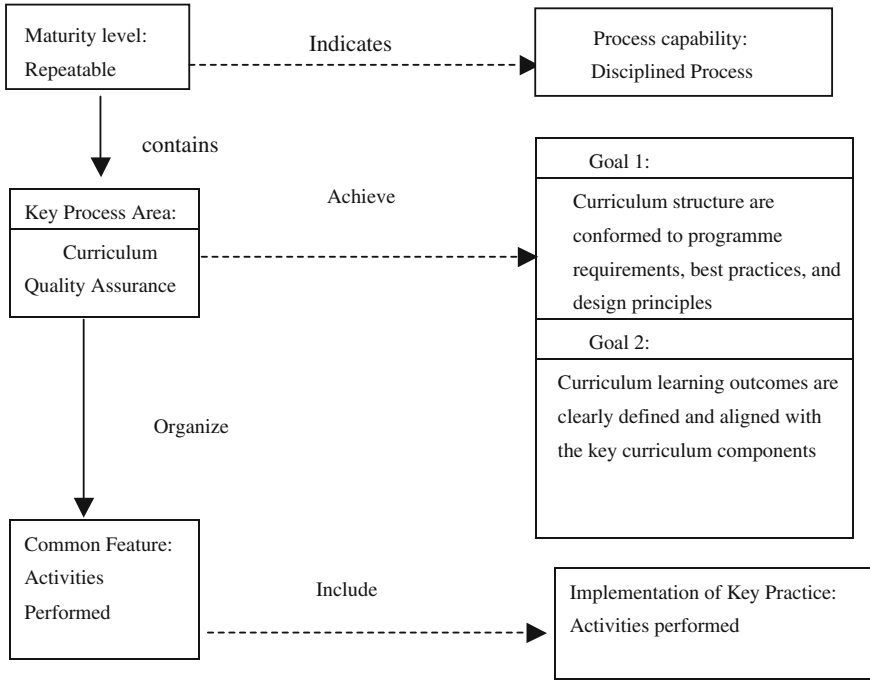 Maturity level:
Repeatable
Indicates
Process capability:
Disciplined Process
contains
Key Process Area:
Curriculum
Quality Assurance
Achieve
Goal 1:
Curriculum structure are
conformed to programme
requirements, best practices, and
design principles
Goal 2:
Curriculum learning outcomes are
clearly defined and aligned with
the key curriculum components
Organize
Common Feature:
Activities
Performed
Include
Implementation of Key Practice:
Activities performed